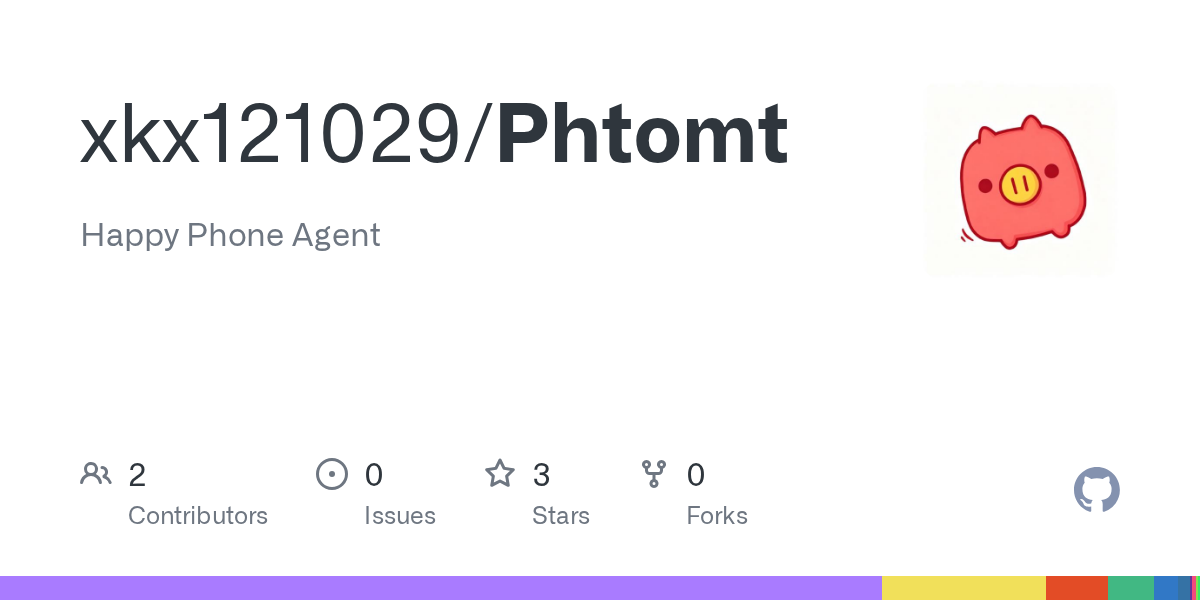 xkx121029/Phtomt
Happy Phone Agent
2
Contributors
0
Issues
3
Stars
0
Forks